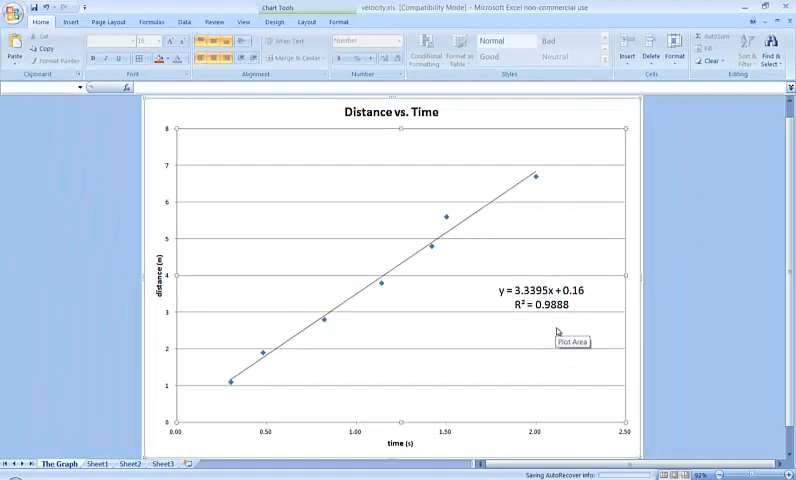 Chart Tools
velocity.xls [Compatibility Mode] - Microsoft Excel non-commercial use
Home Insert Page Layout Formulas Data Review View Design Layout Format
Cut
Copy
Format Painter
Paste
Clipboard
16
Font
Wrap Text
Merge & Center
Alignment
Number
Number
Conditional Formatting
Format as Table
Normal Bad
Good Neutral
Styles
Insert Delete Format
Cells
AutoSum
Fill
Clear
Sort & Filter
Find & Select
Editing
Distance vs. Time
8
7
6
5
4
3
2
1
0
distance (m)
0.00 0.50 1.00 1.50 2.00 2.50
time (s)
y = 3.3395x + 0.16
R² = 0.9888
Plot Area
The Graph Sheet1 Sheet2 Sheet3
Saving AutoRecover info:
92%